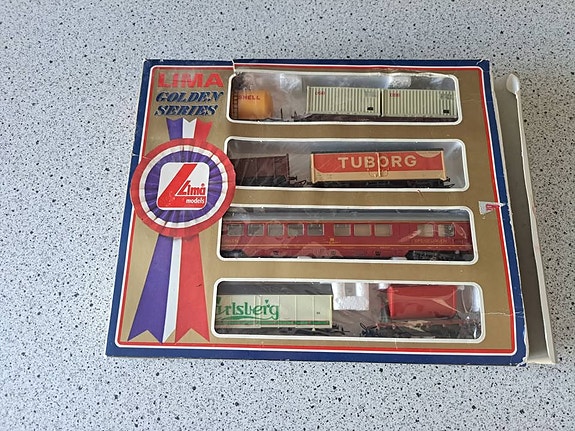 LIMA
GOLDEN
SERIES
SHELL
TUBORG
Lima
models
rlsberg